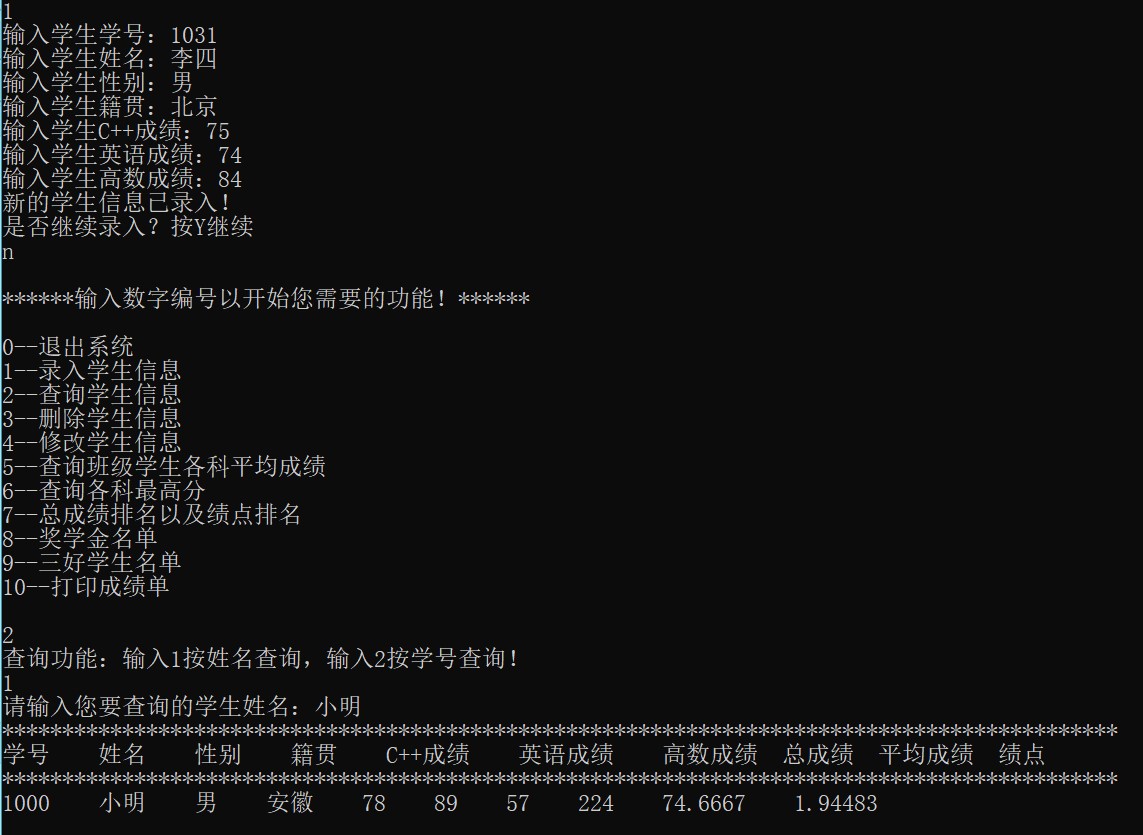 1
输入学生学号：1031
输入学生姓名：李四
输入学生性别：男
输入学生籍贯：北京
输入学生C++成绩：75
输入学生英语成绩：74
输入学生高数成绩：84
新的学生信息已录入！
是否继续录入？按Y继续
n
******输入数字编号以开始您需要的功能！******
0--退出系统
1--录入学生信息
2--查询学生信息
3--删除学生信息
4--修改学生信息
5--查询班级学生各科平均成绩
6--查询各科最高分
7--总成绩排名以及绩点排名
8--奖学金名单
9--三好学生名单
10--打印成绩单
2
查询功能：输入1按姓名查询，输入2按学号查询！
1
请输入您要查询的学生姓名：小明
*********************************************************************************************
学号    姓名    性别    籍贯    C++成绩    英语成绩    高数成绩  总成绩  平均成绩  绩点
*********************************************************************************************
1000    小明    男    安徽    78    89    57    224    74.6667    1.94483